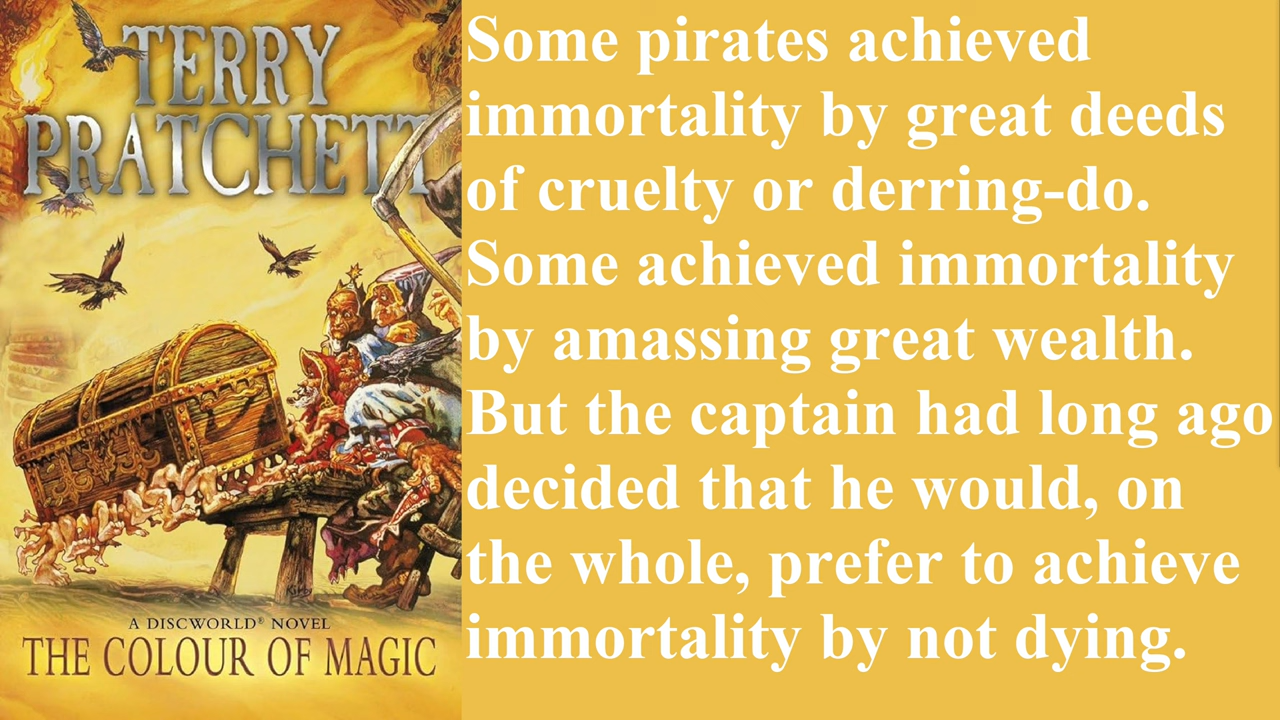 TERRY
PRATCHETT
A DISCWORLD® NOVEL
THE COLOUR OF MAGIC
Some pirates achieved
immortality by great deeds
of cruelty or derring-do.
Some achieved immortality
by amassing great wealth.
But the captain had long ago
decided that he would, on
the whole, prefer to achieve
immortality by not dying.